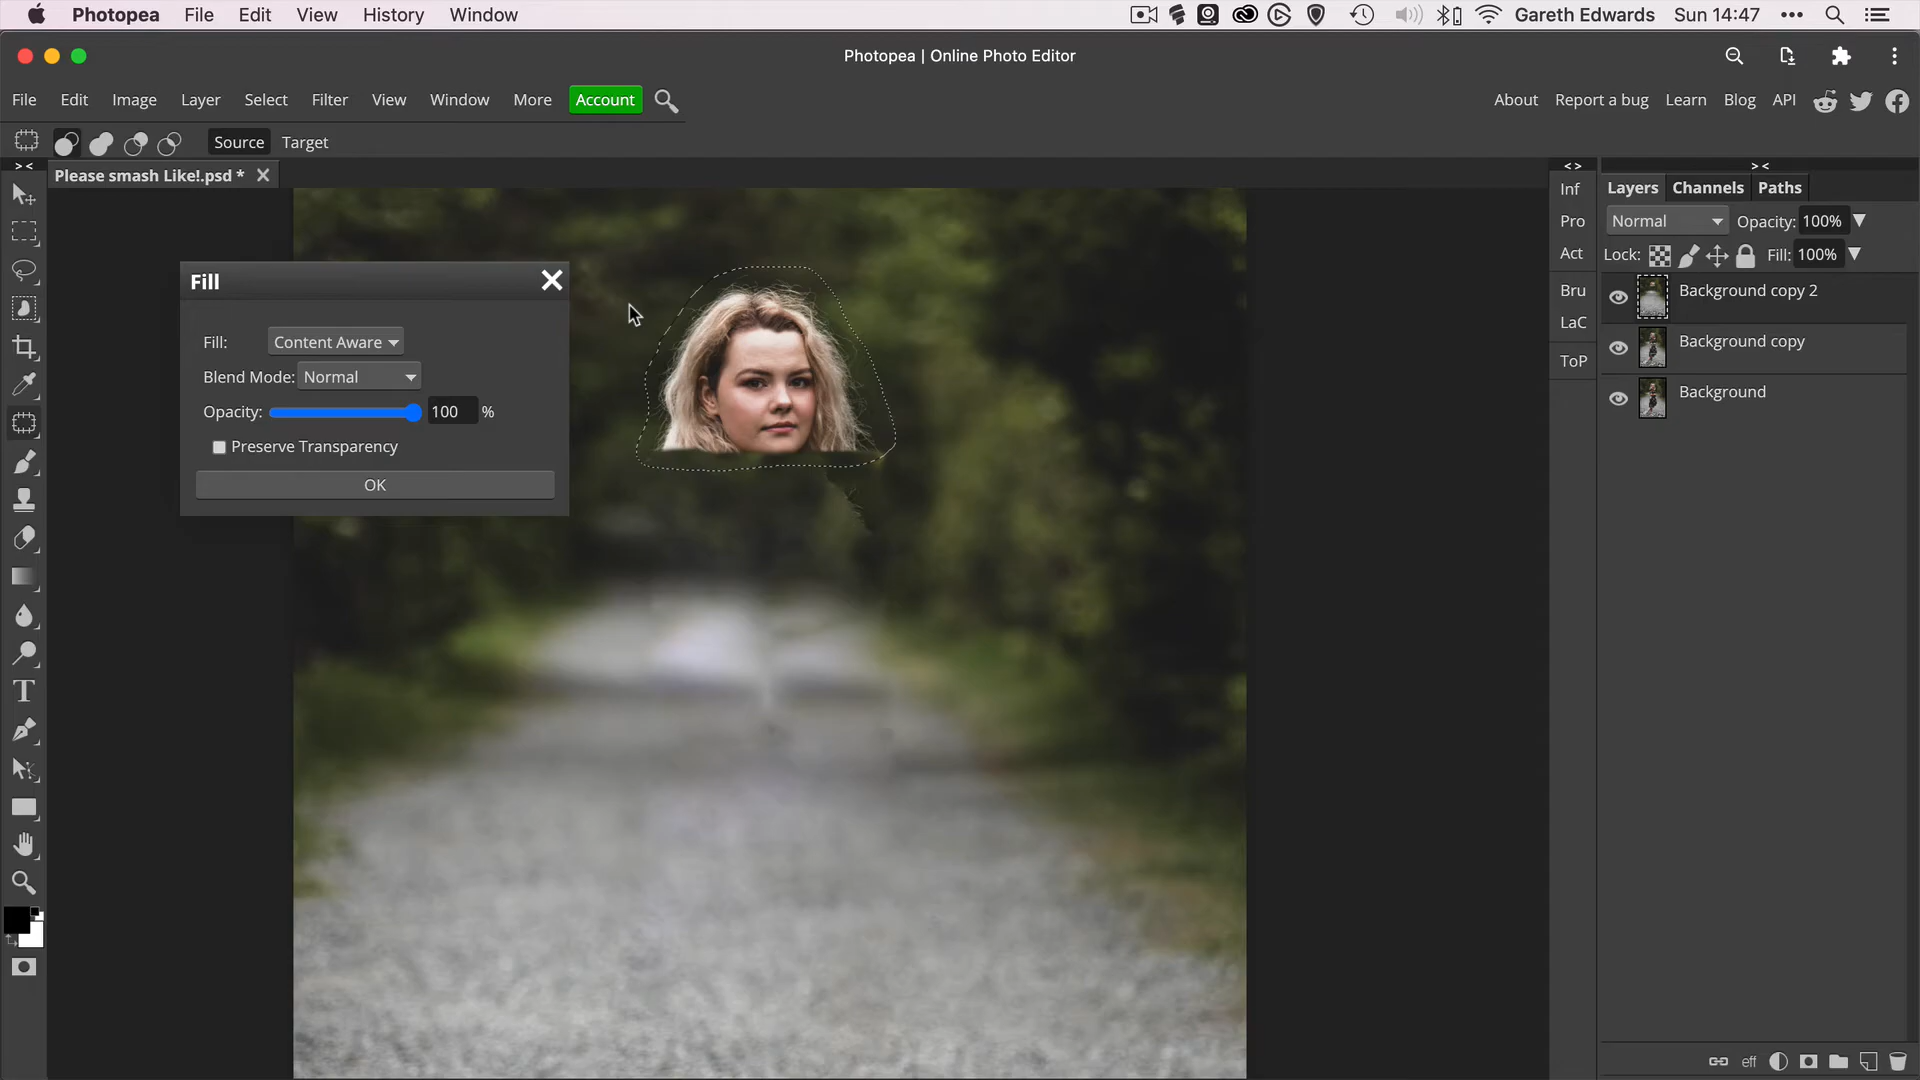 Photopea File Edit View History Window Gareth Edwards Sun 14:47
Photopea | Online Photo Editor
File Edit Image Layer Select Filter View Window More Account About Report a bug Learn Blog API
Source Target
Please smash Like!.psd *
Inf
Pro
Act
Bru
LaC
ToP
Layers Channels Paths
Normal Opacity: 100%
Lock: Fill: 100%
Background copy 2
Background copy
Background
Fill
Fill: Content Aware
Blend Mode: Normal
Opacity: 100 %
Preserve Transparency
OK
eff